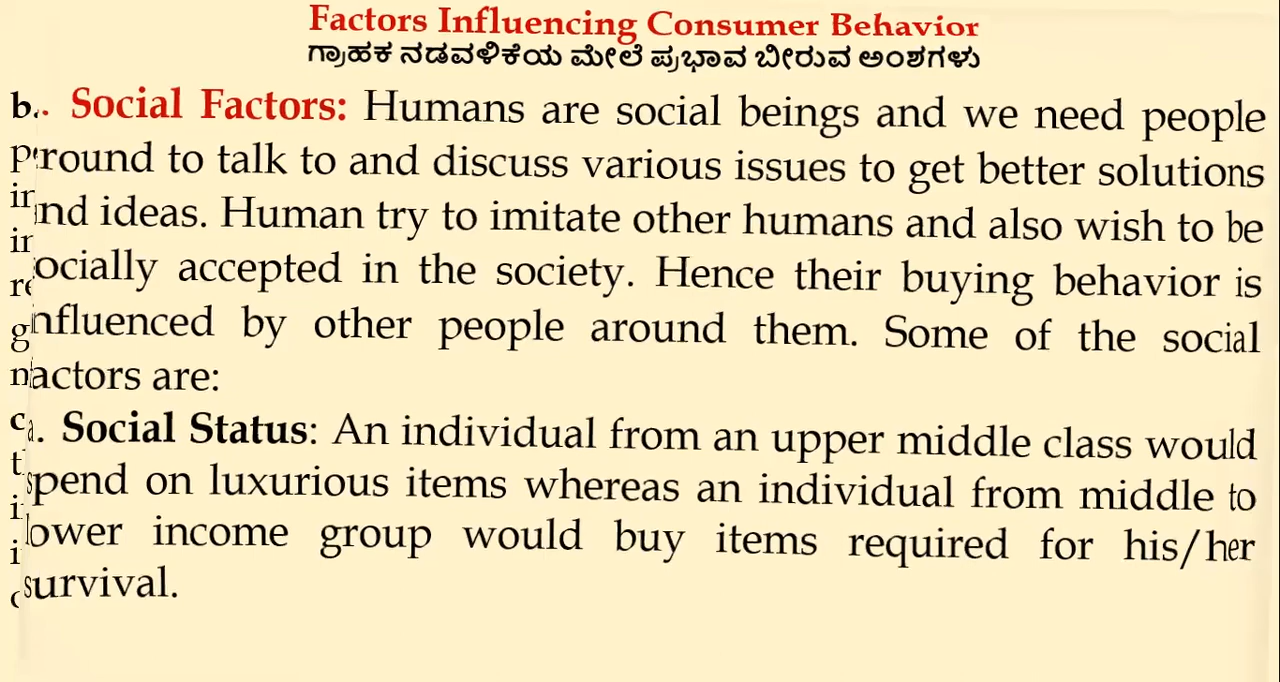 Factors Influencing Consumer Behavior
ಗ್ರಾಹಕ ನಡವಳಿಕೆಯ ಮೇಲೆ ಪ್ರಭಾವ ಬೀರುವ ಅಂಶಗಳು
. Social Factors: Humans are social beings and we need people
round to talk to and discuss various issues to get better solutions
nd ideas. Human try to imitate other humans and also wish to be
ocially accepted in the society. Hence their buying behavior is
nfluenced by other people around them. Some of the social
actors are:
a. Social Status: An individual from an upper middle class would
spend on luxurious items whereas an individual from middle to
lower income group would buy items required for his/her
survival.